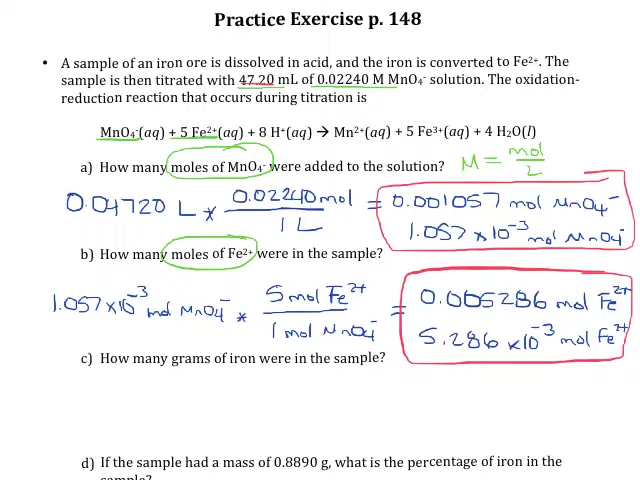 Practice Exercise p. 148
• A sample of an iron ore is dissolved in acid, and the iron is converted to Fe²⁺. The
sample is then titrated with 47.20 mL of 0.02240 M MnO₄⁻ solution. The oxidation-
reduction reaction that occurs during titration is
MnO₄⁻(aq) + 5 Fe²⁺(aq) + 8 H⁺(aq) → Mn²⁺(aq) + 5 Fe³⁺(aq) + 4 H₂O(l)
a) How many moles of MnO₄⁻ were added to the solution? M = mol/L
0.04720 L * 0.02240 mol / 1 L = 0.001057 mol MnO₄⁻
1.057 x 10⁻³ mol MnO₄⁻
b) How many moles of Fe²⁺ were in the sample?
1.057 x 10⁻³ mol MnO₄⁻ * 5 mol Fe²⁺ / 1 mol MnO₄⁻ = 0.005286 mol Fe²⁺
5.286 x 10⁻³ mol Fe²⁺
c) How many grams of iron were in the sample?
d) If the sample had a mass of 0.8890 g, what is the percentage of iron in the
sample?